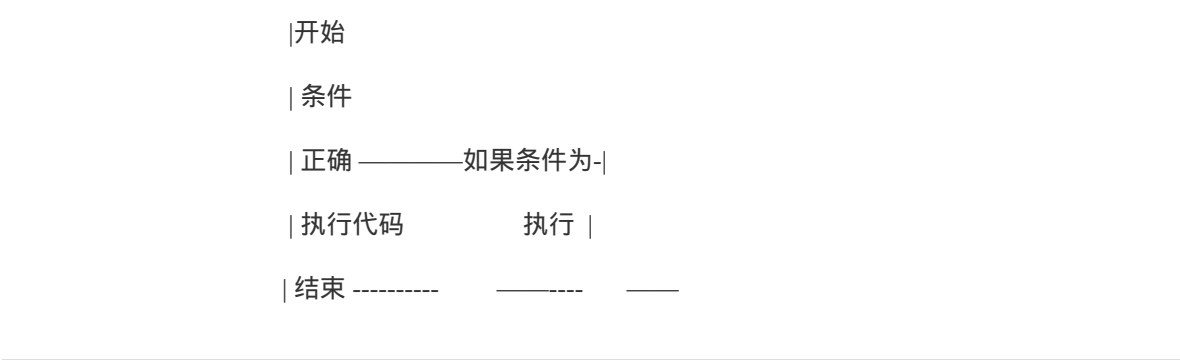 |开始
| 条件
| 正确 ————如果条件为-|
| 执行代码 执行 |
| 结束 ---------- ——---- ——